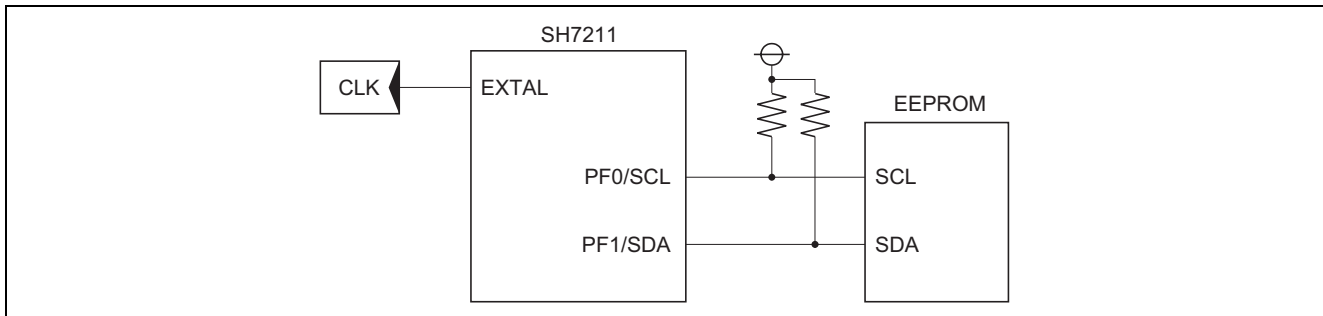 SH7211
CLK
EXTAL
EEPROM
PF0/SCL
SCL
PF1/SDA
SDA